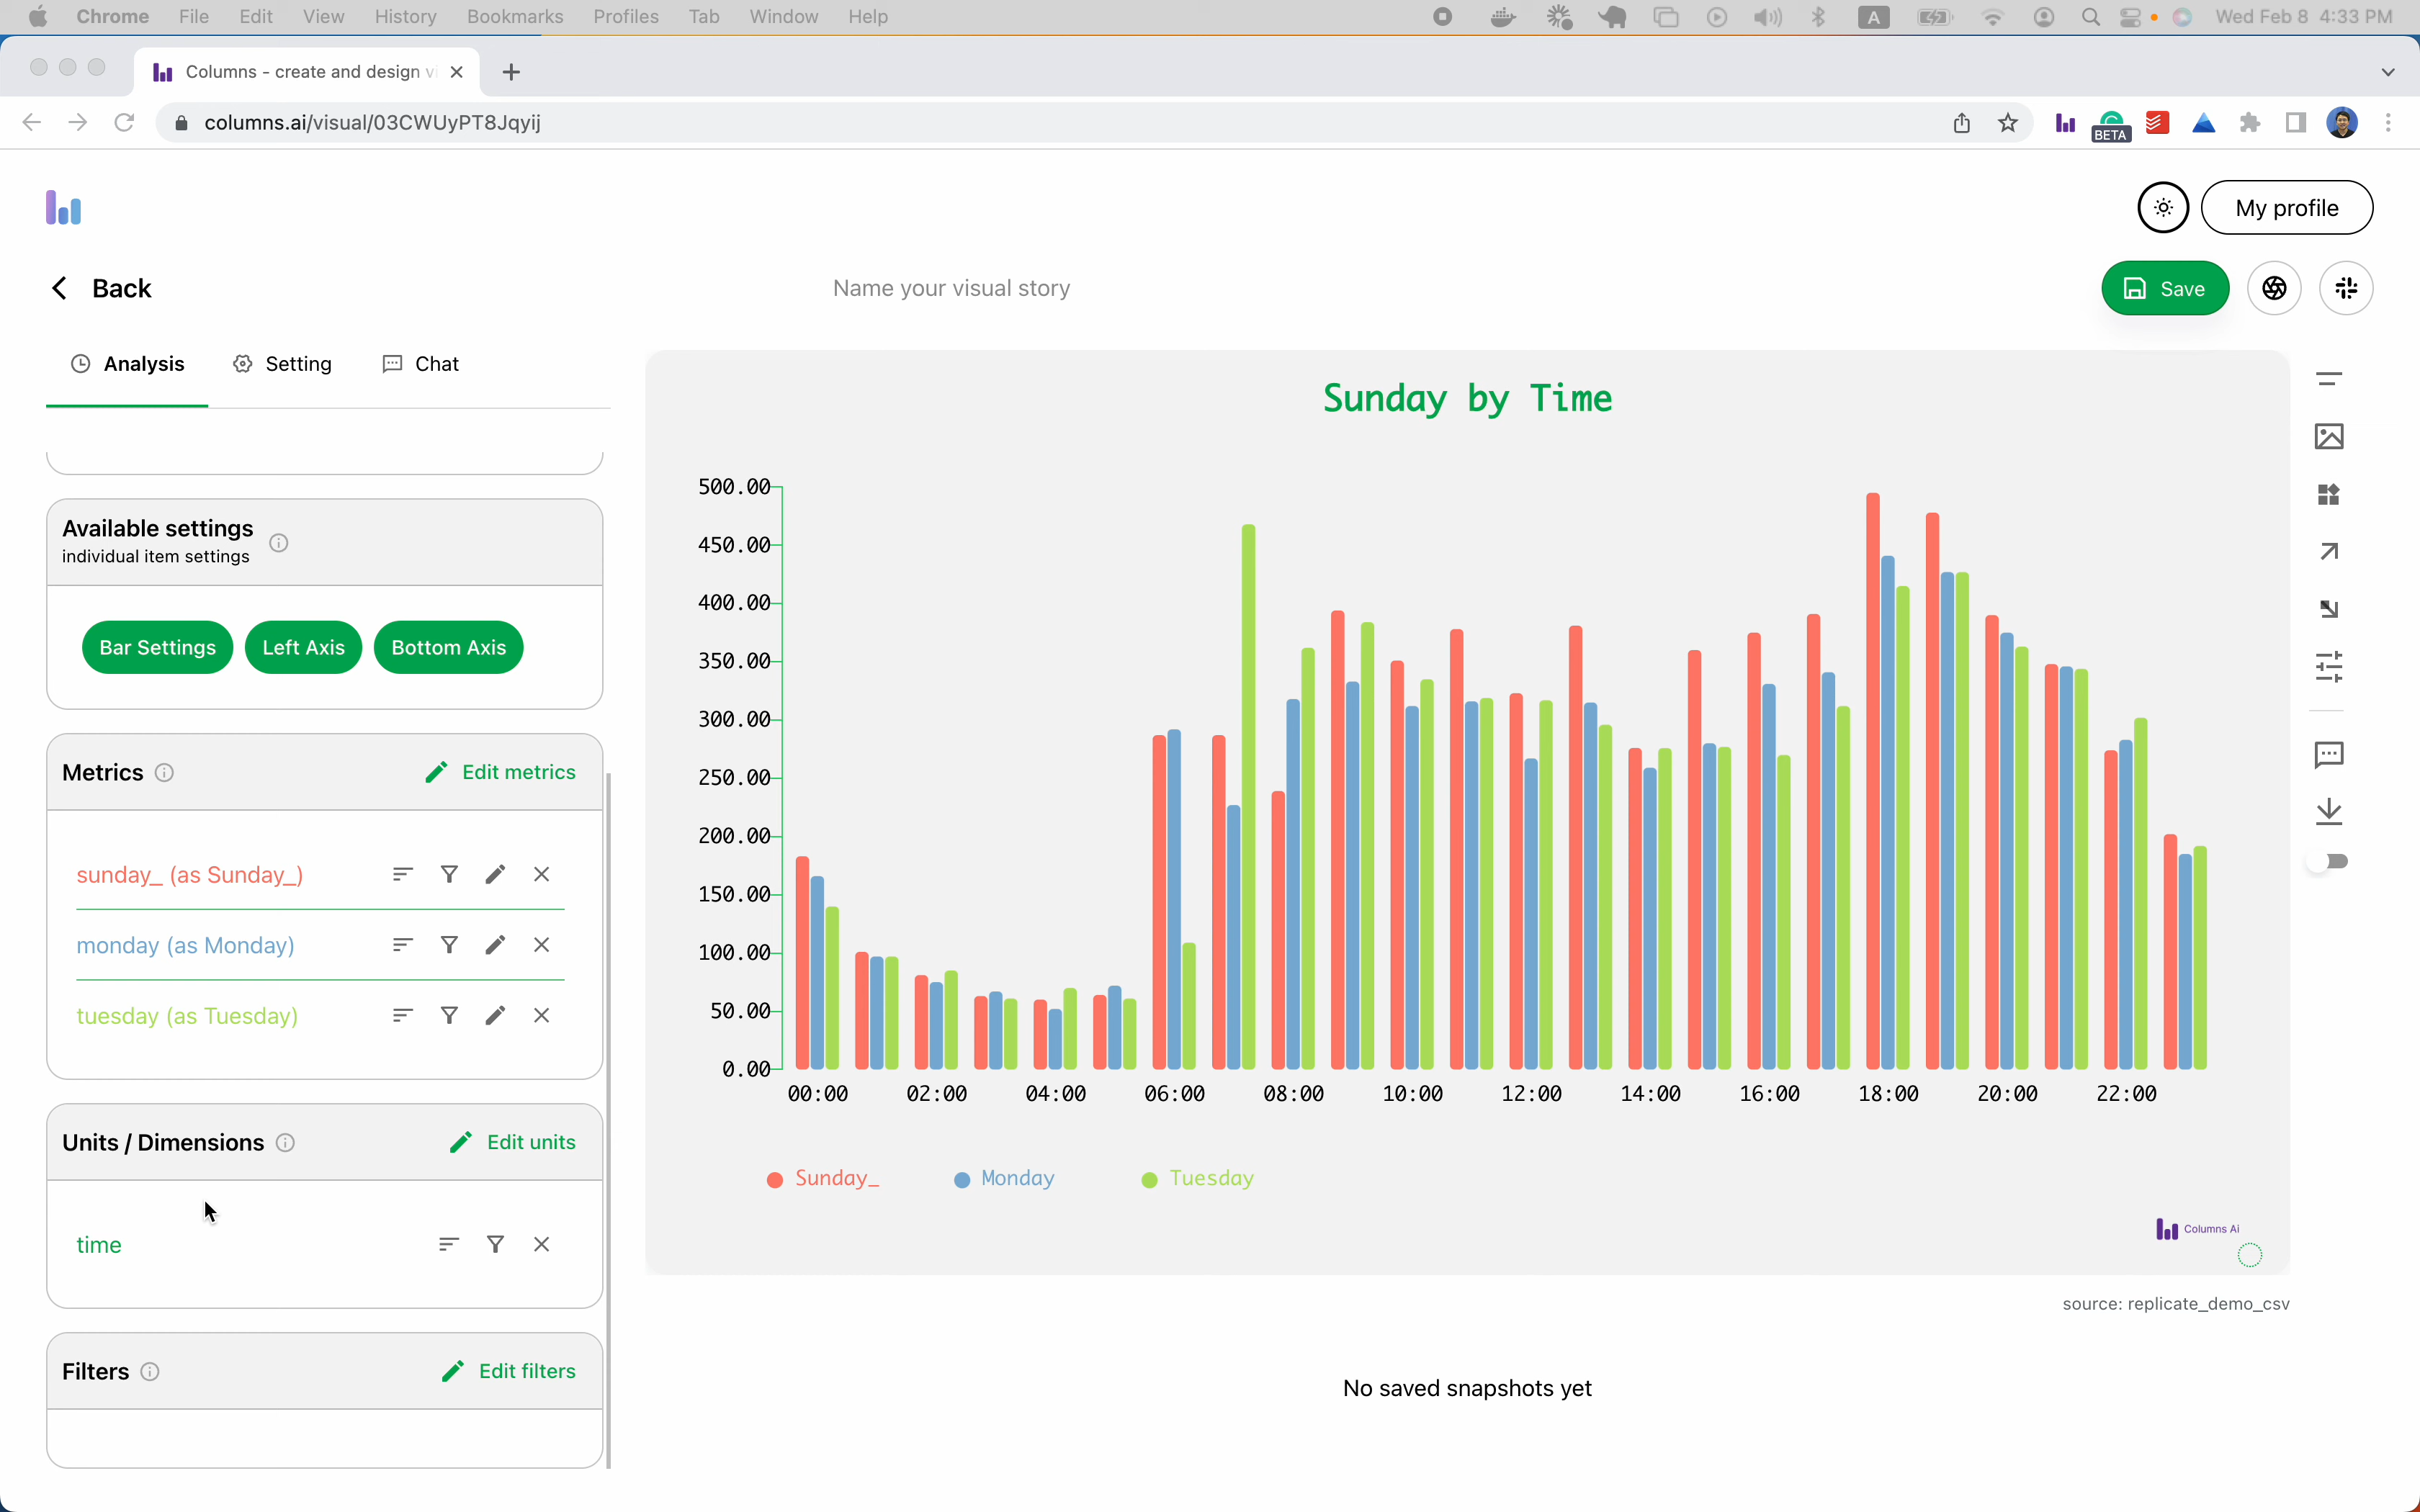 Chrome File Edit View History Bookmarks Profiles Tab Window Help A Wed Feb 8 4:33 PM
Columns - create and design vi
columns.ai/visual/03CWUyPT8Jqyij BETA
My profile
Back Name your visual story Save
Analysis Setting Chat
Available settings
individual item settings
Bar Settings Left Axis Bottom Axis
Metrics Edit metrics
sunday_ (as Sunday_)
monday (as Monday)
tuesday (as Tuesday)
Units / Dimensions Edit units
time
Filters Edit filters
Sunday by Time
500.00
450.00
400.00
350.00
300.00
250.00
200.00
150.00
100.00
50.00
0.00
00:00 02:00 04:00 06:00 08:00 10:00 12:00 14:00 16:00 18:00 20:00 22:00
Sunday_ Monday Tuesday
Columns Ai
source: replicate_demo_csv
No saved snapshots yet